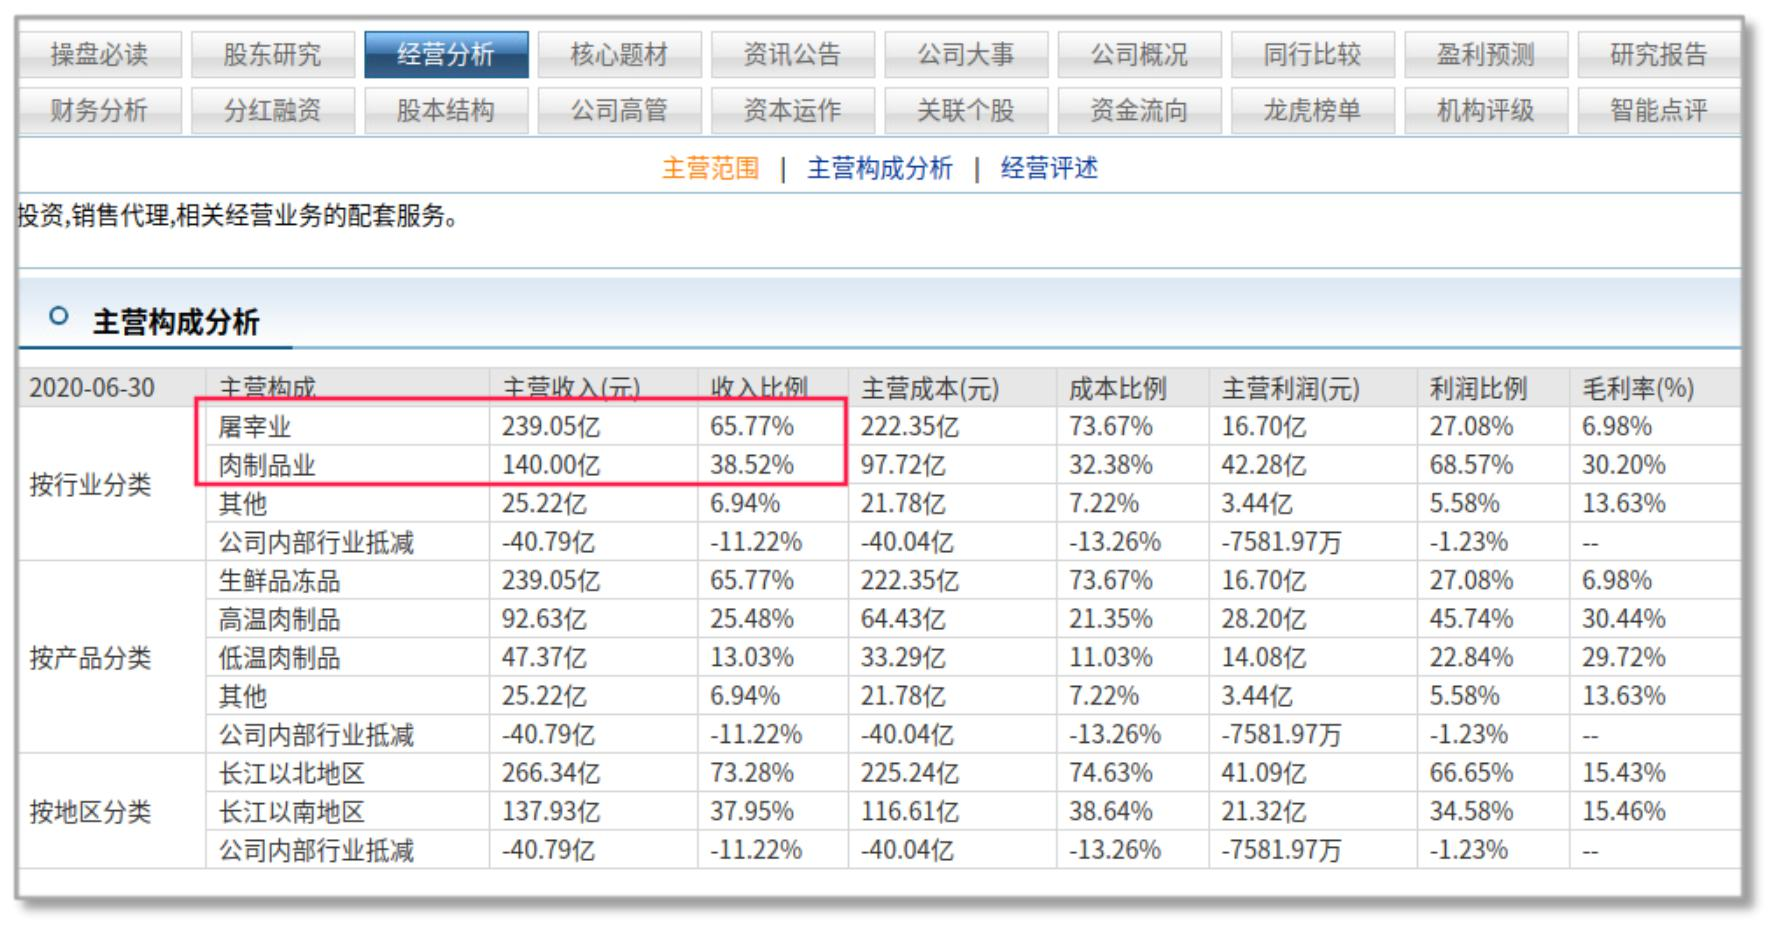 操盘必读 股东研究 经营分析 核心题材 资讯公告 公司大事 公司概况 同行比较 盈利预测 研究报告
财务分析 分红融资 股本结构 公司高管 资本运作 关联个股 资金流向 龙虎榜单 机构评级 智能点评
主营范围 | 主营构成分析 | 经营评述
投资,销售代理,相关经营业务的配套服务。
主营构成分析
2020-06-30 主营构成 主营收入(元) 收入比例 主营成本(元) 成本比例 主营利润(元) 利润比例 毛利率(%)
按行业分类
屠宰业 239.05亿 65.77% 222.35亿 73.67% 16.70亿 27.08% 6.98%
肉制品业 140.00亿 38.52% 97.72亿 32.38% 42.28亿 68.57% 30.20%
其他 25.22亿 6.94% 21.78亿 7.22% 3.44亿 5.58% 13.63%
公司内部行业抵减 -40.79亿 -11.22% -40.04亿 -13.26% -7581.97万 -1.23% --
按产品分类
生鲜品冻品 239.05亿 65.77% 222.35亿 73.67% 16.70亿 27.08% 6.98%
高温肉制品 92.63亿 25.48% 64.43亿 21.35% 28.20亿 45.74% 30.44%
低温肉制品 47.37亿 13.03% 33.29亿 11.03% 14.08亿 22.84% 29.72%
其他 25.22亿 6.94% 21.78亿 7.22% 3.44亿 5.58% 13.63%
公司内部行业抵减 -40.79亿 -11.22% -40.04亿 -13.26% -7581.97万 -1.23% --
按地区分类
长江以北地区 266.34亿 73.28% 225.24亿 74.63% 41.09亿 66.65% 15.43%
长江以南地区 137.93亿 37.95% 116.61亿 38.64% 21.32亿 34.58% 15.46%
公司内部行业抵减 -40.79亿 -11.22% -40.04亿 -13.26% -7581.97万 -1.23% --